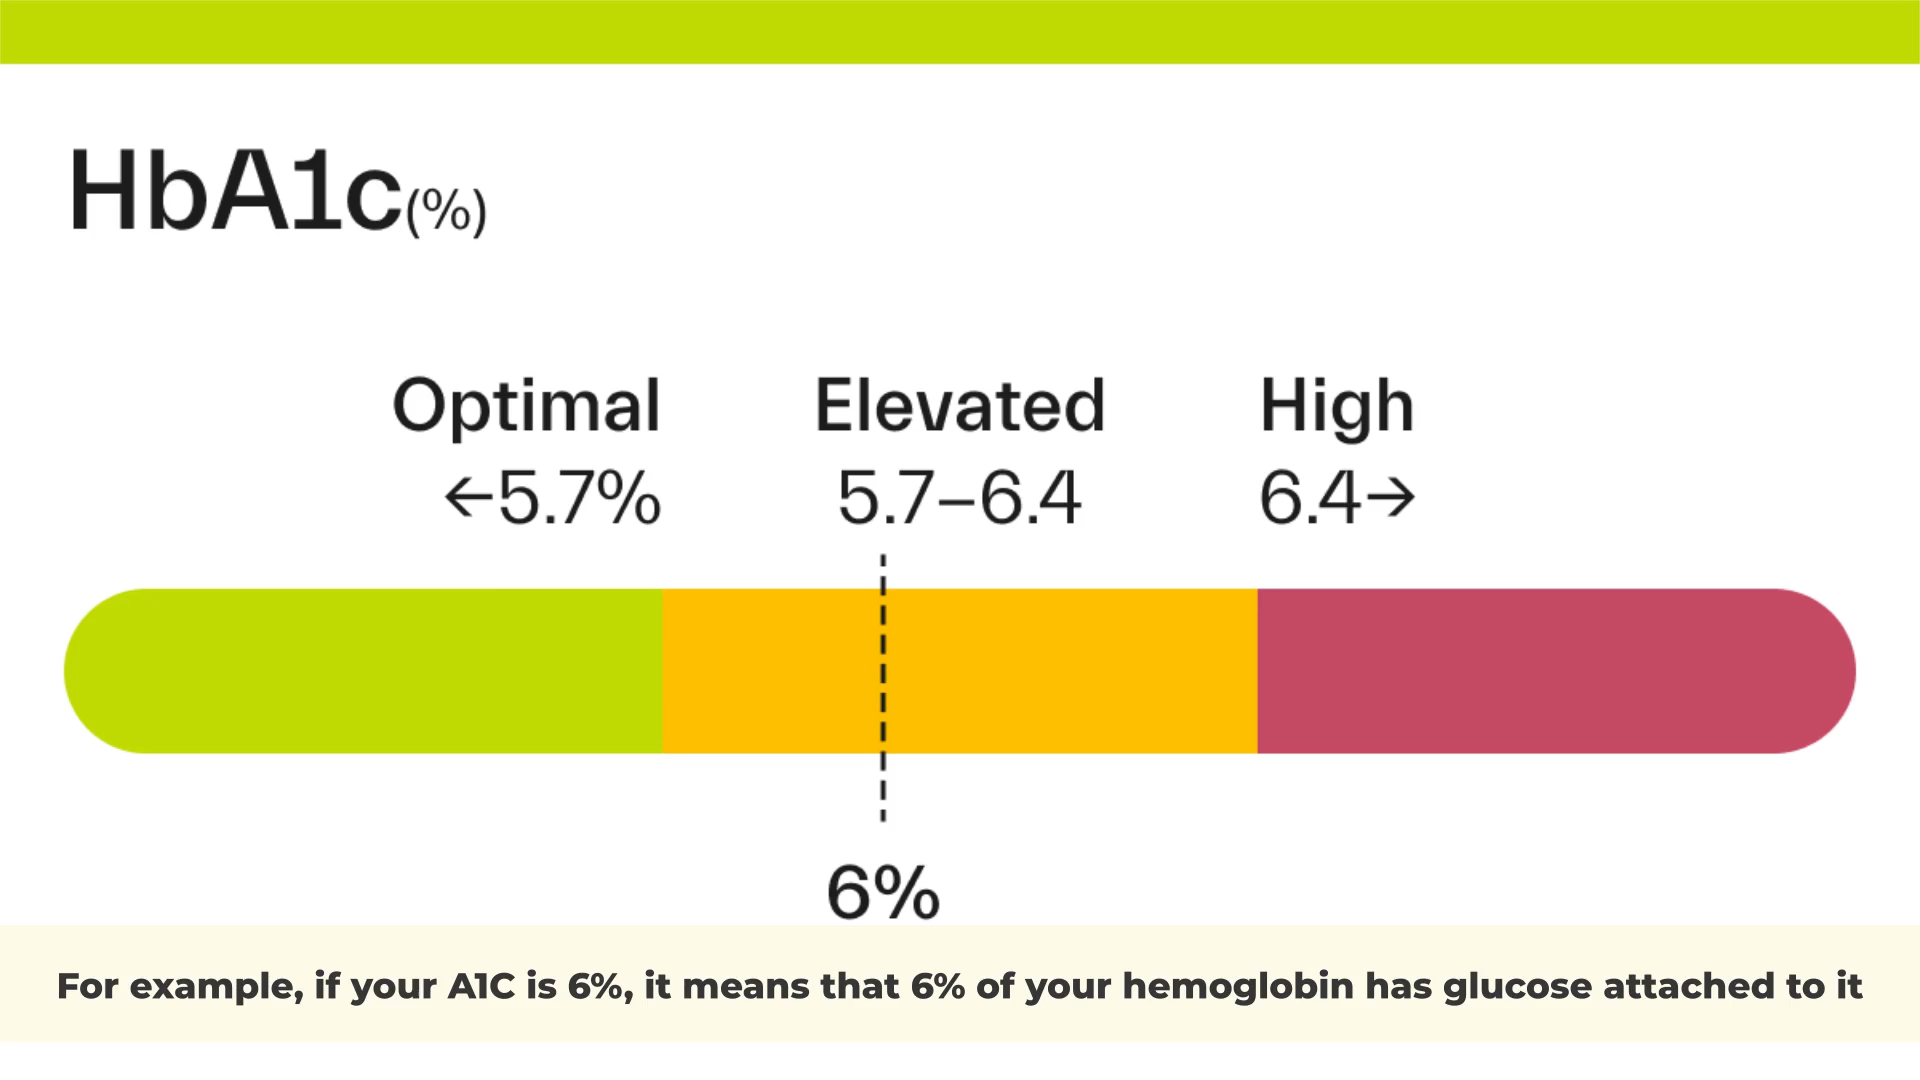 HbA1c(%)
Optimal Elevated High
←5.7% 5.7–6.4 6.4→
6%
For example, if your A1C is 6%, it means that 6% of your hemoglobin has glucose attached to it